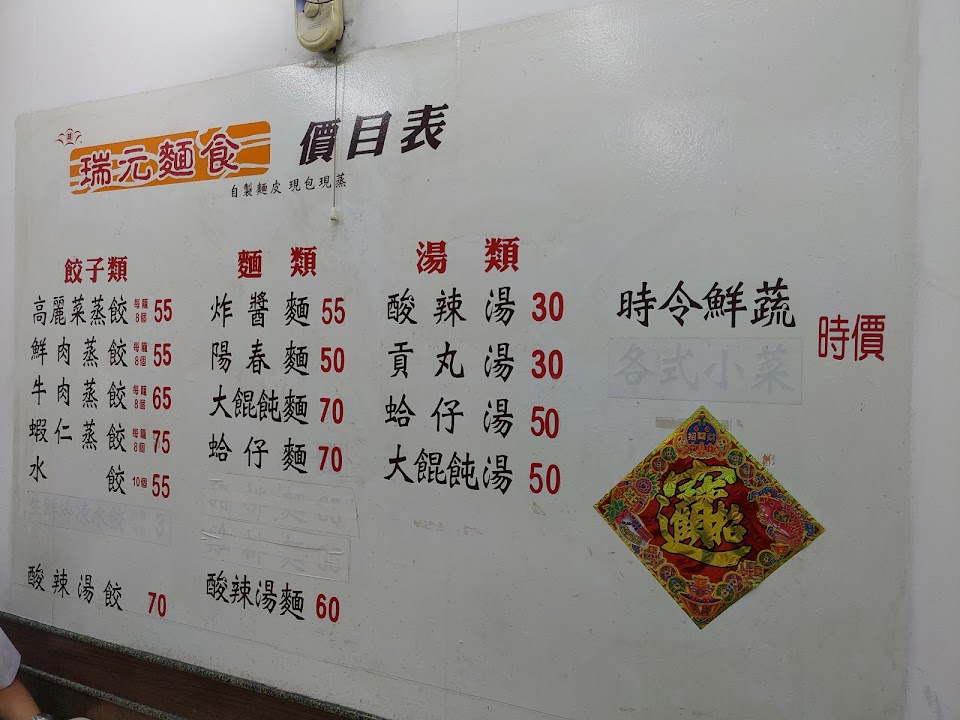 瑞元麵食
價目表
自製麵皮 現包現蒸
餃子類
高麗菜蒸餃 每籠8個 55
鮮肉蒸餃 每籠8個 55
牛肉蒸餃 每籠8個 65
蝦仁蒸餃 每籠8個 75
水餃 10個 55
酸辣湯餃 70
麵類
炸醬麵 55
陽春麵 50
大餛飩麵 70
蛤仔麵 70
酸辣湯麵 60
湯類
酸辣湯 30
貢丸湯 30
蛤仔湯 50
大餛飩湯 50
時令鮮蔬
各式小菜
時價
招財進寶